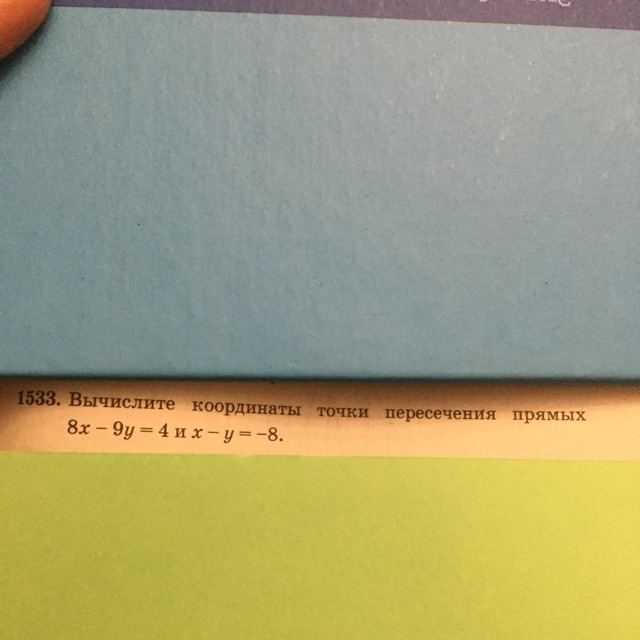 1533. Вычислите координаты точки пересечения прямых
8x − 9y = 4 и x − y = −8.